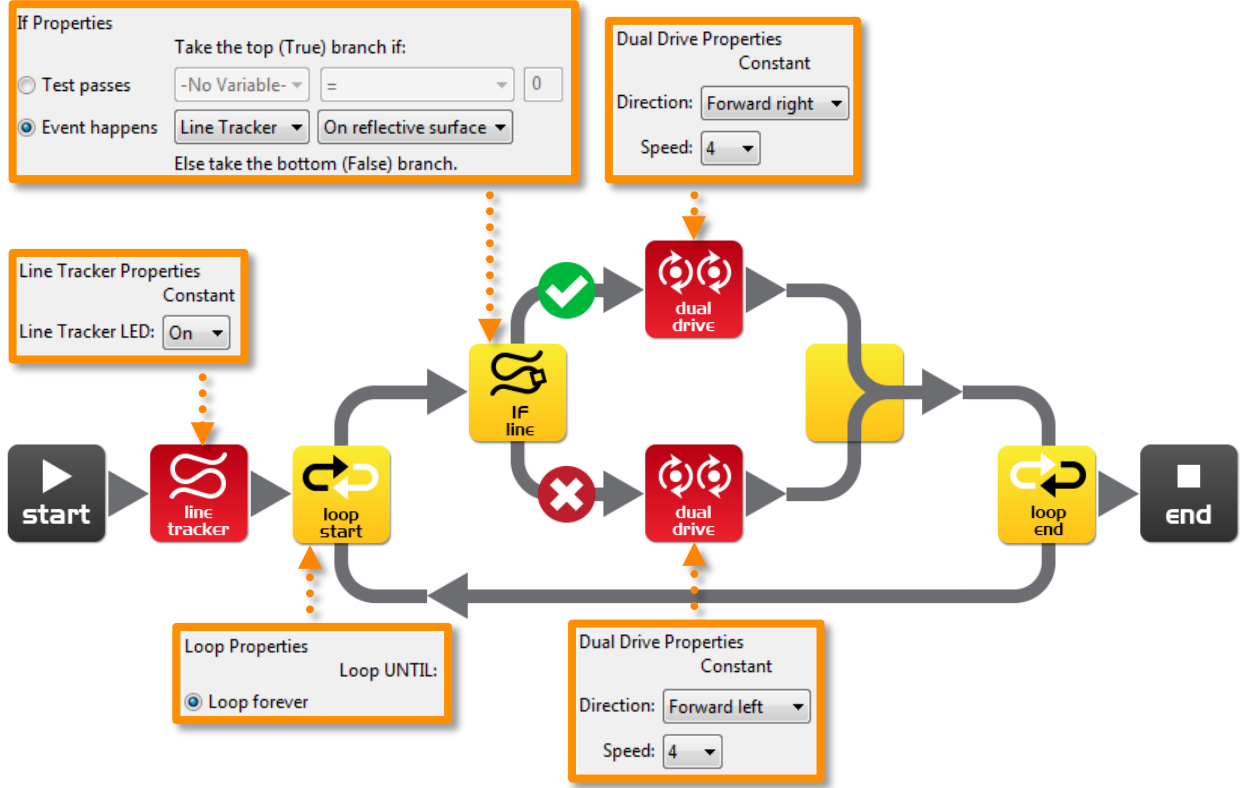 If Properties
Take the top (True) branch if:
Test passes -No Variable- = 0
Event happens Line Tracker On reflective surface
Else take the bottom (False) branch.
Dual Drive Properties
Constant
Direction: Forward right
Speed: 4
Line Tracker Properties
Constant
Line Tracker LED: On
dual
drive
IF
line
start
line
tracker
loop
start
dual
drive
loop
end
end
Loop Properties
Loop UNTIL:
Loop forever
Dual Drive Properties
Constant
Direction: Forward left
Speed: 4